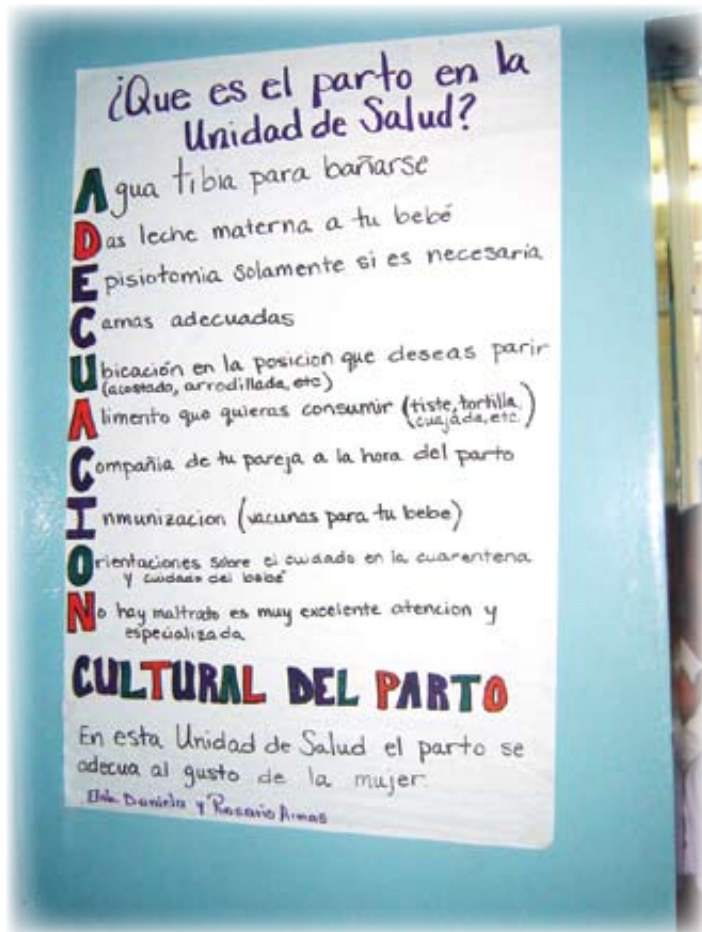 ¿Que es el parto en la
Unidad de Salud?
Agua tibia para bañarse
Das leche materna a tu bebé
Episiotomia solamente si es necesaria
Camas adecuadas
Ubicación en la posicion que deseas parir
(acostado, arrodillada, etc)
Alimento que quieras consumir (tiste, tortilla,
cuajada, etc.)
Compañia de tu pareja a la hora del parto
Inmunizacion (vacunas para tu bebe)
Orientaciones sobre el cuidado en la cuarentena
y cuidado del bebé
No hay maltrato es muy excelente atencion y
especializada
CULTURAL DEL PARTO
En esta Unidad de Salud el parto se
adecua al gusto de la mujer.
Daniela y Rosario